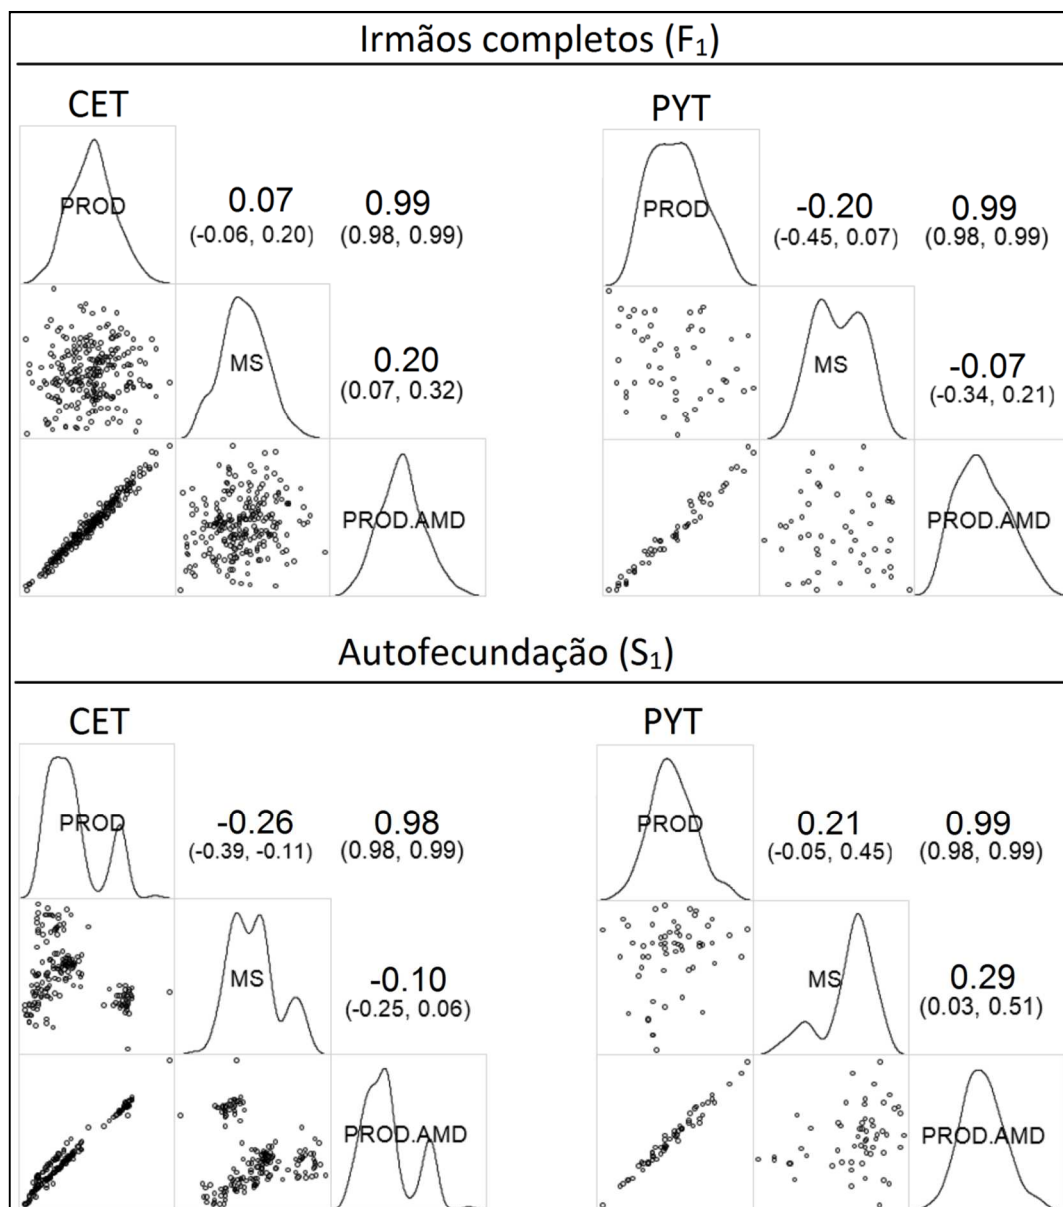 Irmãos completos (F₁)
CET
PYT
PROD
0.07
(-0.06, 0.20)
0.99
(0.98, 0.99)
MS
0.20
(0.07, 0.32)
PROD.AMD
PROD
-0.20
(-0.45, 0.07)
0.99
(0.98, 0.99)
MS
-0.07
(-0.34, 0.21)
PROD.AMD
Autofecundação (S₁)
CET
PYT
PROD
-0.26
(-0.39, -0.11)
0.98
(0.98, 0.99)
MS
-0.10
(-0.25, 0.06)
PROD.AMD
PROD
0.21
(-0.05, 0.45)
0.99
(0.98, 0.99)
MS
0.29
(0.03, 0.51)
PROD.AMD